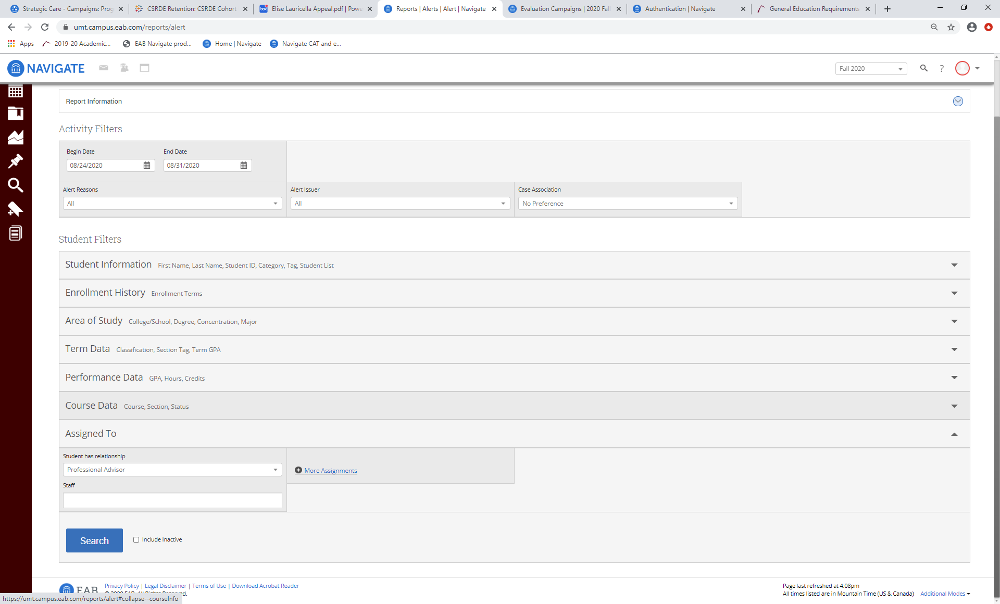 Strategic Care - Campaigns: Prog
CSRDE Retention: CSRDE Cohort
Elise Lauricella Appeal.pdf | Powe
Reports | Alerts | Alert | Navigate
Evaluation Campaigns | 2020 Fall
Authentication | Navigate
General Education Requirements
umt.campus.eab.com/reports/alert
Apps
2019-20 Academic...
EAB Navigate prod...
Home | Navigate
Navigate CAT and e...
NAVIGATE
Fall 2020
?
Report Information
Activity Filters
Begin Date
End Date
08/24/2020
08/31/2020
Alert Reasons
Alert Issuer
Case Association
All
All
No Preference
Student Filters
Student Information First Name, Last Name, Student ID, Category, Tag, Student List
Enrollment History Enrollment Terms
Area of Study College/School, Degree, Concentration, Major
Term Data Classification, Section Tag, Term GPA
Performance Data GPA, Hours, Credits
Course Data Course, Section, Status
Assigned To
Student has relationship
Professional Advisor
More Assignments
Staff
Search
Include Inactive
EAB
Privacy Policy | Legal Disclaimer | Terms of Use | Download Acrobat Reader
© 2020 EAB. All Rights Reserved.
Page last refreshed at 4:08pm
All times listed are in Mountain Time (US & Canada)
Additional Modes
https://umt.campus.eab.com/reports/alert#collapse--courseInfo